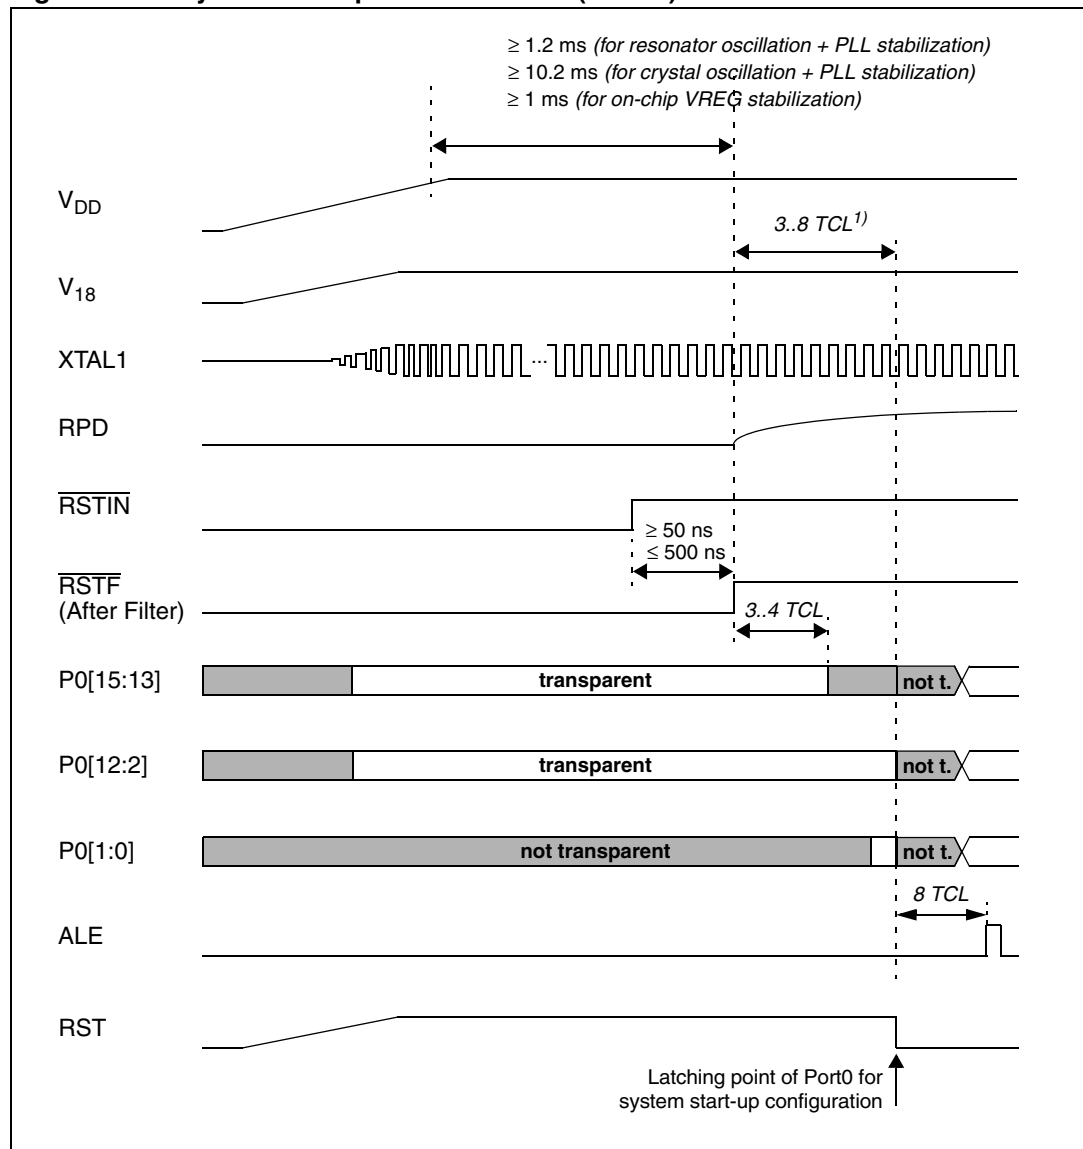 ≥ 1.2 ms (for resonator oscillation + PLL stabilization)
≥ 10.2 ms (for crystal oscillation + PLL stabilization)
≥ 1 ms (for on-chip VREG stabilization)
VDD
3..8 TCL1)
V18
XTAL1
...
RPD
RSTIN
≥ 50 ns
≤ 500 ns
RSTF
(After Filter)
3..4 TCL
P0[15:13]
transparent
not t.
P0[12:2]
transparent
not t.
P0[1:0]
not transparent
not t.
8 TCL
ALE
RST
Latching point of Port0 for
system start-up configuration